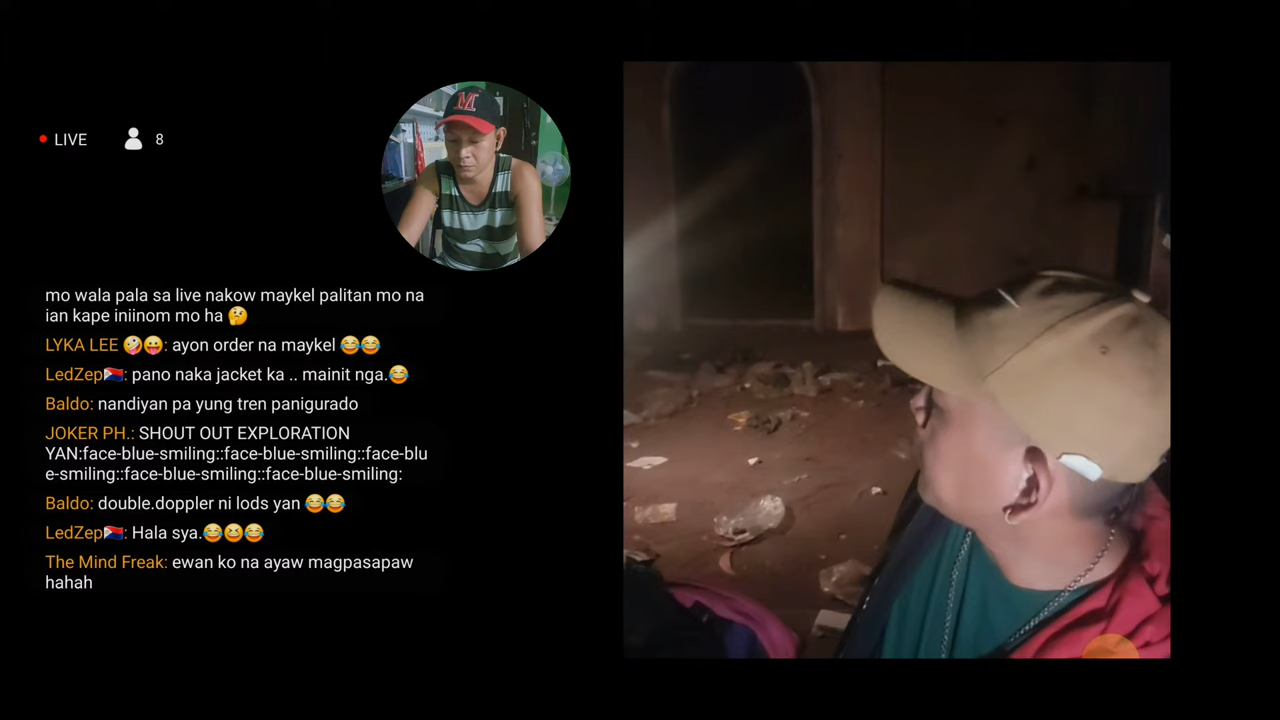 LIVE 8
M
mo wala pala sa live nakow maykel palitan mo na
ian kape iniinom mo ha 🤔
LYKA LEE 🤪😛: ayon order na maykel 😂😂
LedZep🇵🇭: pano naka jacket ka .. mainit nga.😂
Baldo: nandiyan pa yung tren panigurado
JOKER PH.: SHOUT OUT EXPLORATION
YAN:face-blue-smiling::face-blue-smiling::face-blu
e-smiling::face-blue-smiling::face-blue-smiling:
Baldo: double.doppler ni lods yan 😂😂
LedZep🇵🇭: Hala sya.😂😆😂
The Mind Freak: ewan ko na ayaw magpasapaw
hahah